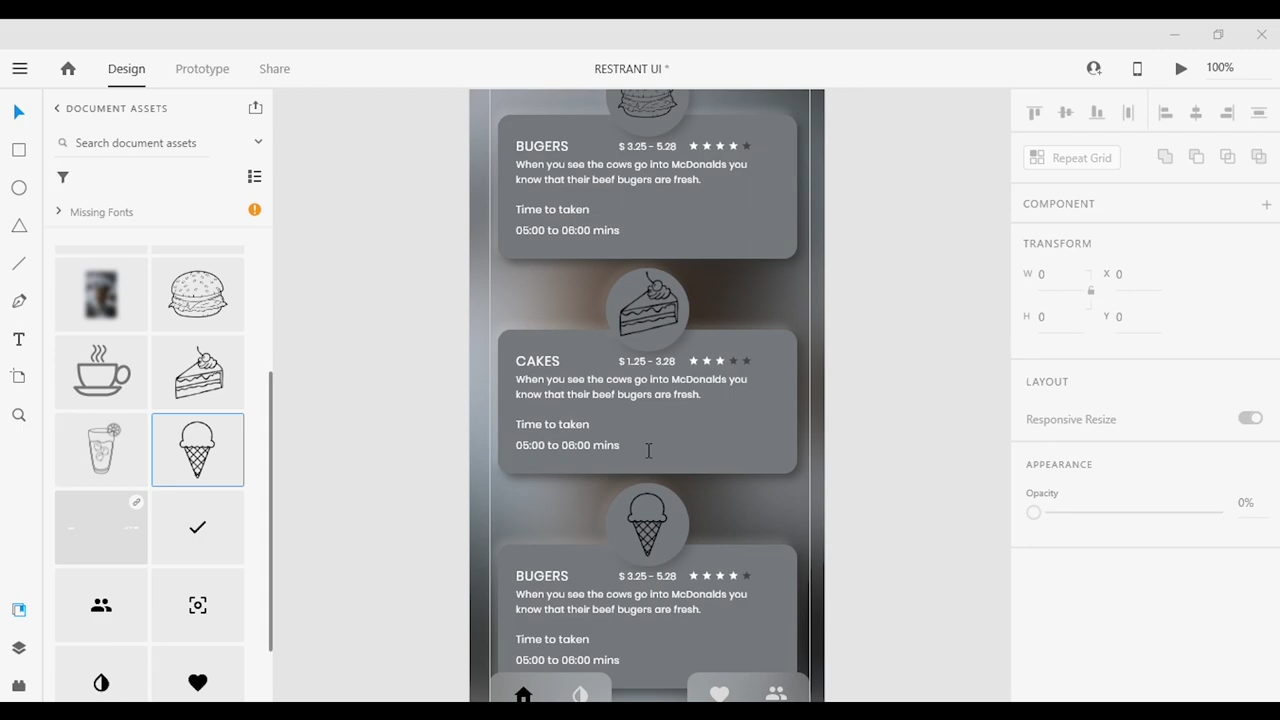 Design
Prototype
Share
RESTRANT UI *
100%
DOCUMENT ASSETS
Search document assets
Missing Fonts
BUGERS
$ 3.25 - 5.28
When you see the cows go into McDonalds you
know that their beef bugers are fresh.
Time to taken
05:00 to 06:00 mins
CAKES
$ 1..25 - 3.28
When you see the cows go into McDonalds you
know that their beef bugers are fresh.
Time to taken
05:00 to 06:00 mins
BUGERS
$ 3.25 - 5.28
When you see the cows go into McDonalds you
know that their beef bugers are fresh.
Time to taken
05:00 to 06:00 mins
Repeat Grid
COMPONENT
TRANSFORM
W 0
X 0
H 0
Y 0
LAYOUT
Responsive Resize
APPEARANCE
Opacity
0%